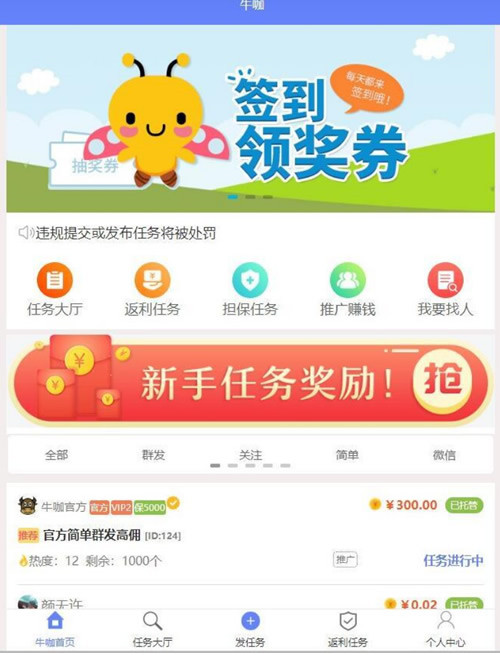 牛咖
每天都来
签到哦！
签到
领奖券
抽奖券
违规提交或发布任务将被处罚
任务大厅 返利任务 担保任务 推广赚钱 我要找人
新手任务奖励！ 抢
全部 群发 关注 简单 微信
牛咖官方 官方 VIP2 保5000 ¥300.00 已托管
推荐 官方简单群发高佣 [ID:124]
热度：12 剩余：1000个 推广 任务进行中
颜无许 ¥0.02 已托管
牛咖首页 任务大厅 发任务 返利任务 个人中心